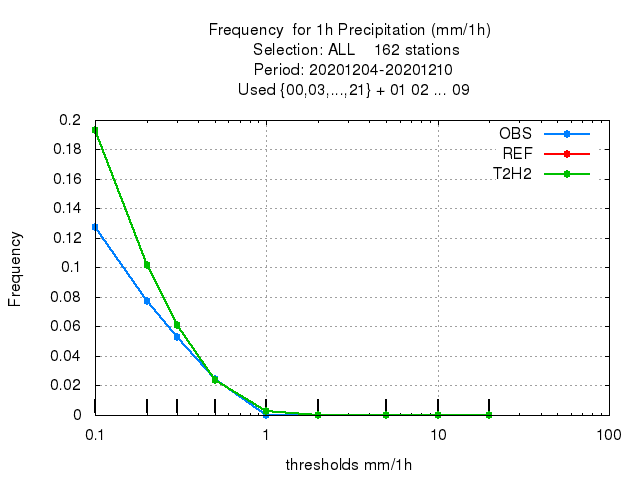 Frequency  for 1h Precipitation (mm/1h)
Selection: ALL    162 stations
Period: 20201204-20201210
Used {00,03,...,21} + 01 02 ... 09
OBS
REF
T2H2
0.2
0.18
0.16
0.14
0.12
0.1
0.08
0.06
0.04
0.02
0
Frequency
0.1 1 10 100
thresholds mm/1h